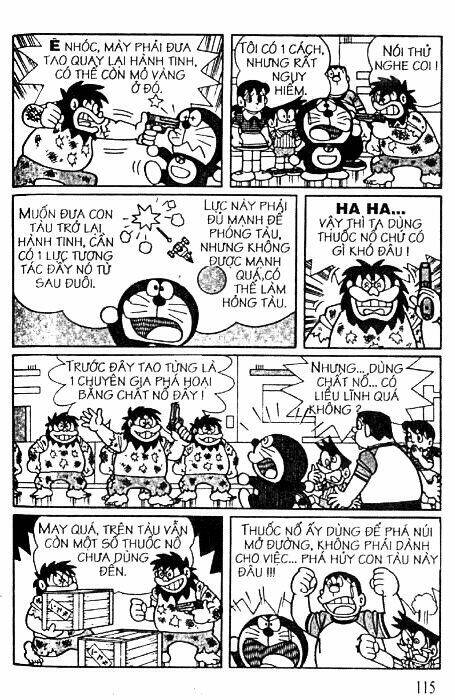 Ê NHÓC, MÀY PHẢI ĐƯA
TAO QUAY LẠI HÀNH TINH,
CÓ THỂ CÒN MỎ VÀNG
Ở ĐÓ.
TÔI CÓ 1 CÁCH,
NHƯNG RẤT
NGUY
HIỂM.
NÓI THỬ
NGHE COI !
MUỐN ĐƯA CON
TÀU TRỞ LẠI
HÀNH TINH, CẦN
CÓ 1 LỰC TƯƠNG
TÁC ĐẨY NÓ TỪ
SAU ĐUÔI.
LỰC NÀY PHẢI
ĐỦ MẠNH ĐỂ
PHÓNG TÀU,
NHƯNG KHÔNG
ĐƯỢC MẠNH
QUÁ,CÓ
THỂ LÀM
HỎNG TÀU.
HA HA...
VẬY THÌ TA DÙNG
THUỐC NỔ CHỨ CÓ
GÌ KHÓ ĐÂU !
TRƯỚC ĐÂY TAO TỪNG LÀ
1 CHUYÊN GIA PHÁ HOẠI
BẰNG CHẤT NỔ ĐẤY !
NHƯNG... DÙNG
CHẤT NỔ... CÓ
LIỀU LĨNH QUÁ
KHÔNG ?
MAY QUÁ, TRÊN TÀU VẪN
CÒN MỘT SỐ THUỐC NỔ
CHƯA DÙNG
ĐẾN.
THUỐC NỔ ẤY DÙNG ĐỂ PHÁ NÚI
MỞ ĐƯỜNG, KHÔNG PHẢI DÀNH
CHO VIỆC... PHÁ HỦY CON TÀU NÀY
ĐÂU !!!
115